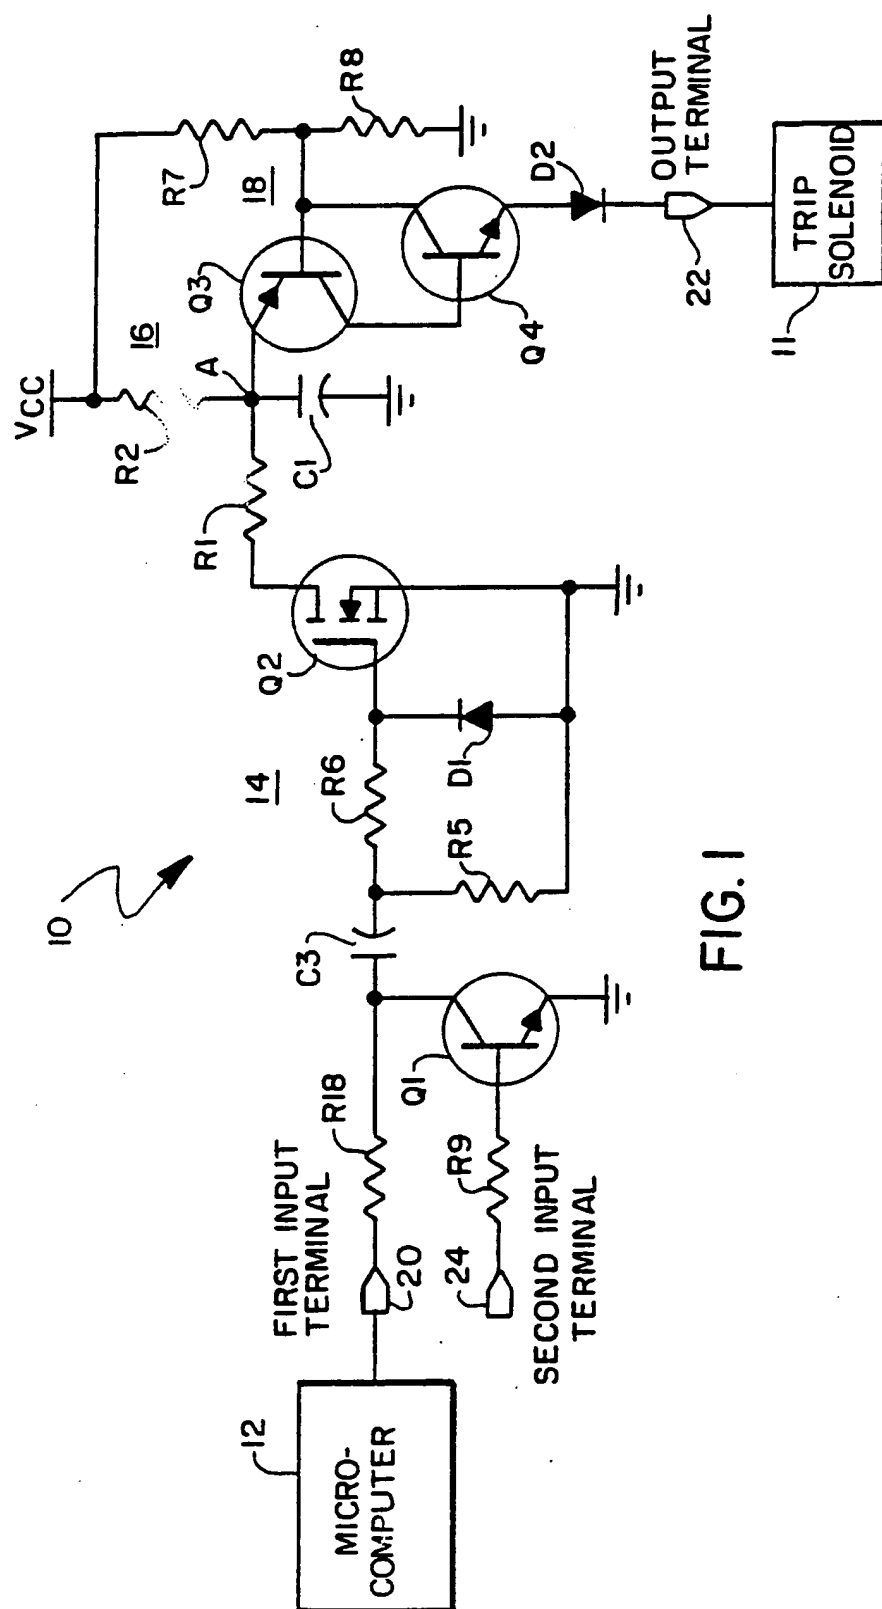 10
14
16
18
VCC
R2
A
R7
R8
Q3
C1
R1
Q2
Q4
D2
OUTPUT
TERMINAL
22
TRIP
SOLENOID
11
R6
D1
R5
C3
Q1
R18
FIRST INPUT
TERMINAL
20
R9
24
SECOND INPUT
TERMINAL
12
MICRO-
COMPUTER
FIG. 1